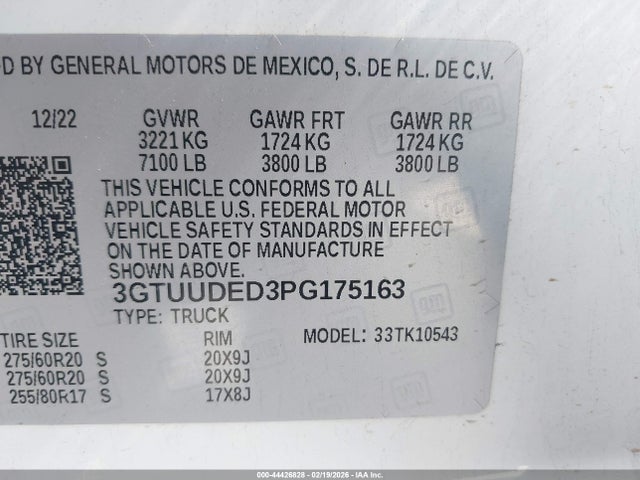 D BY GENERAL MOTORS DE MEXICO, S. DE R.L. DE C.V.
12/22 GVWR GAWR FRT GAWR RR
3221 KG 1724 KG 1724 KG
7100 LB 3800 LB 3800 LB
THIS VEHICLE CONFORMS TO ALL
APPLICABLE U.S. FEDERAL MOTOR
VEHICLE SAFETY STANDARDS IN EFFECT
ON THE DATE OF MANUFACTURE
SHOWN ABOVE.
3GTUUDED3PG175163
TYPE: TRUCK MODEL: 33TK10543
TIRE SIZE RIM
275/60R20 S 20X9J
275/60R20 S 20X9J
255/80R17 S 17X8J
gm
000-44426828 - 02/19/2026 - IAA Inc.